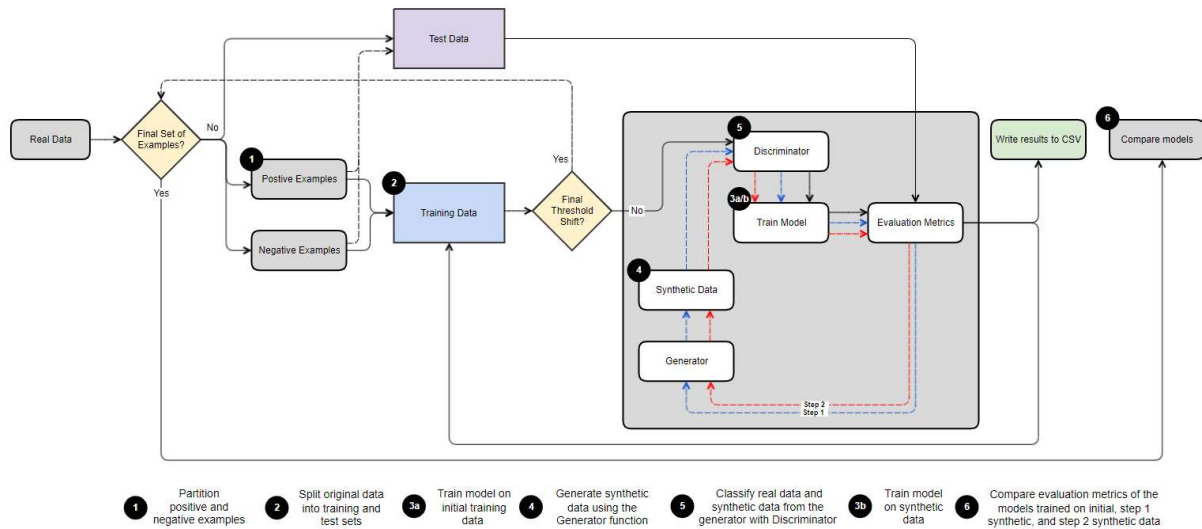 Test Data
Real Data
Final Set of
Examples?
No
Yes
1
Postive Examples
Negative Examples
2
Training Data
Yes
Final
Threshold
Shift?
No
5
Discriminator
3a/b
Train Model
Evaluation Metrics
4
Synthetic Data
Generator
Step 2
Step 1
Write results to CSV
6
Compare models
1
Partition
positive and
negative examples
2
Split original data
into training and
test sets
3a
Train model on
initial training
data
4
Generate synthetic
data using the
Generator function
5
Classify real data and
synthetic data from the
generator with Discriminator
3b
Train model
on synthetic
data
6
Compare evaluation metrics of the
models trained on initial, step 1
synthetic, and step 2 synthetic data